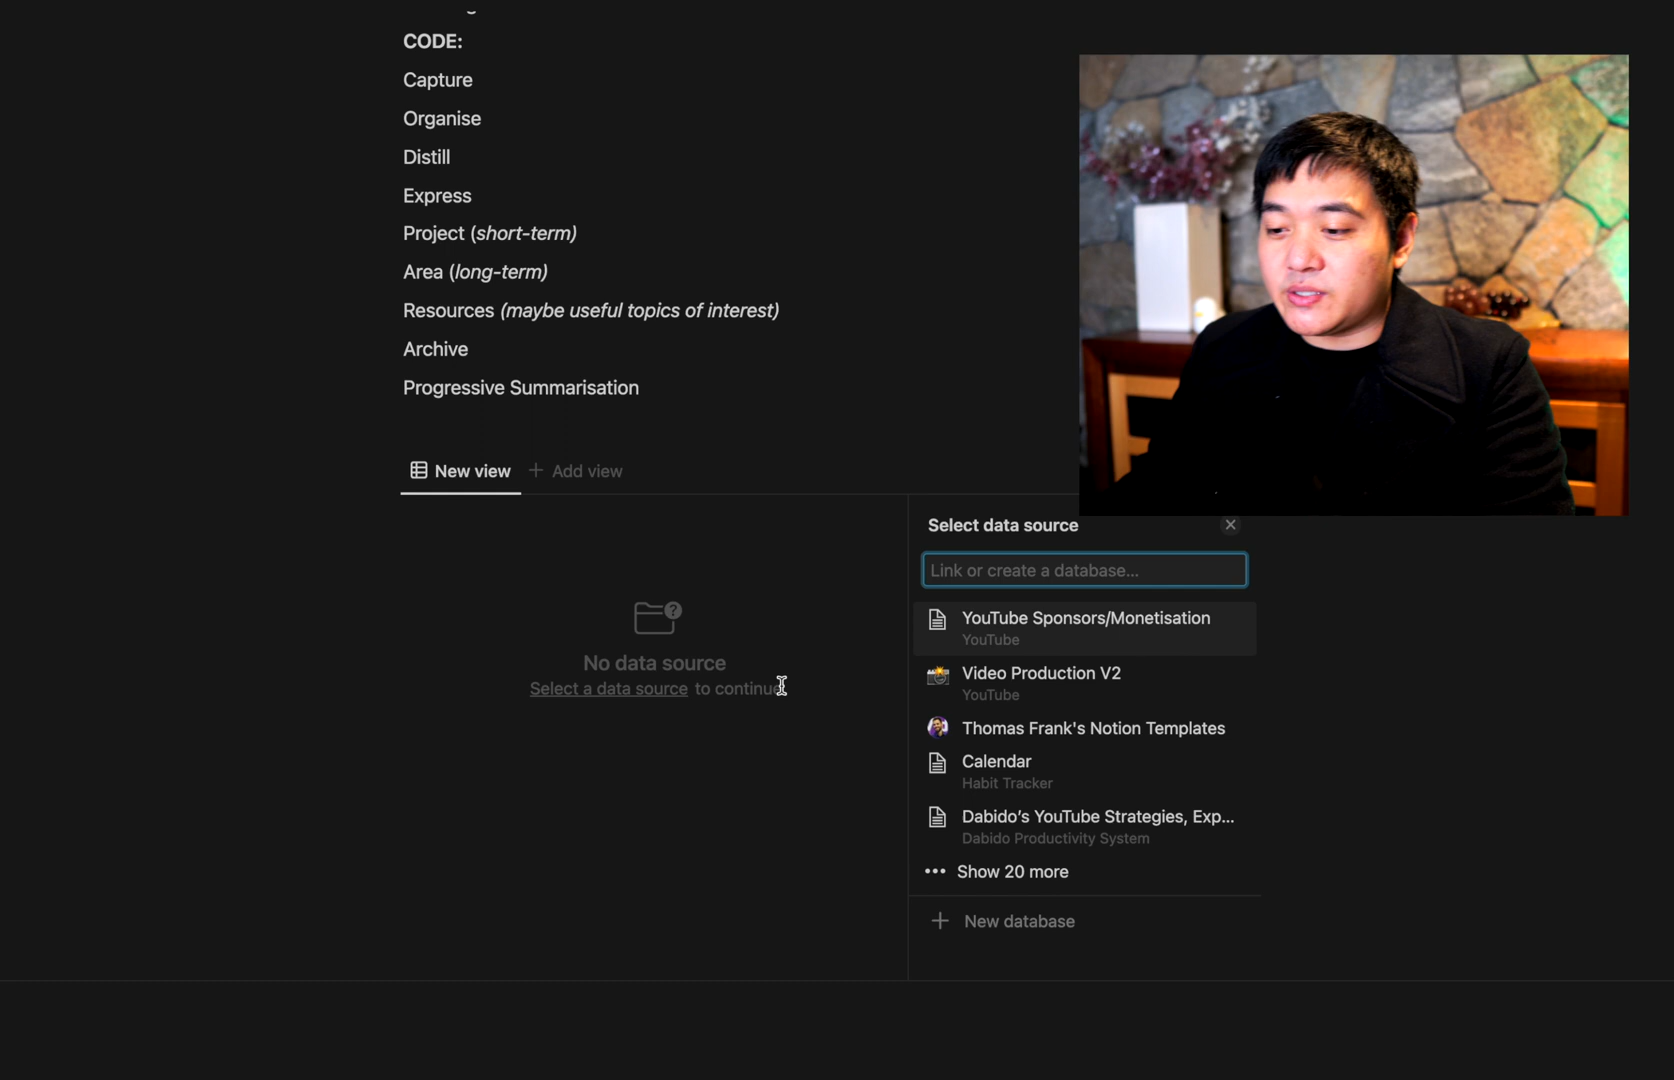 CODE:
Capture
Organise
Distill
Express
Project (short-term)
Area (long-term)
Resources (maybe useful topics of interest)
Archive
Progressive Summarisation
New view
Add view
No data source
Select a data source to continue
Select data source
Link or create a database...
YouTube Sponsors/Monetisation
YouTube
Video Production V2
YouTube
Thomas Frank's Notion Templates
Calendar
Habit Tracker
Dabido’s YouTube Strategies, Exp...
Dabido Productivity System
Show 20 more
New database